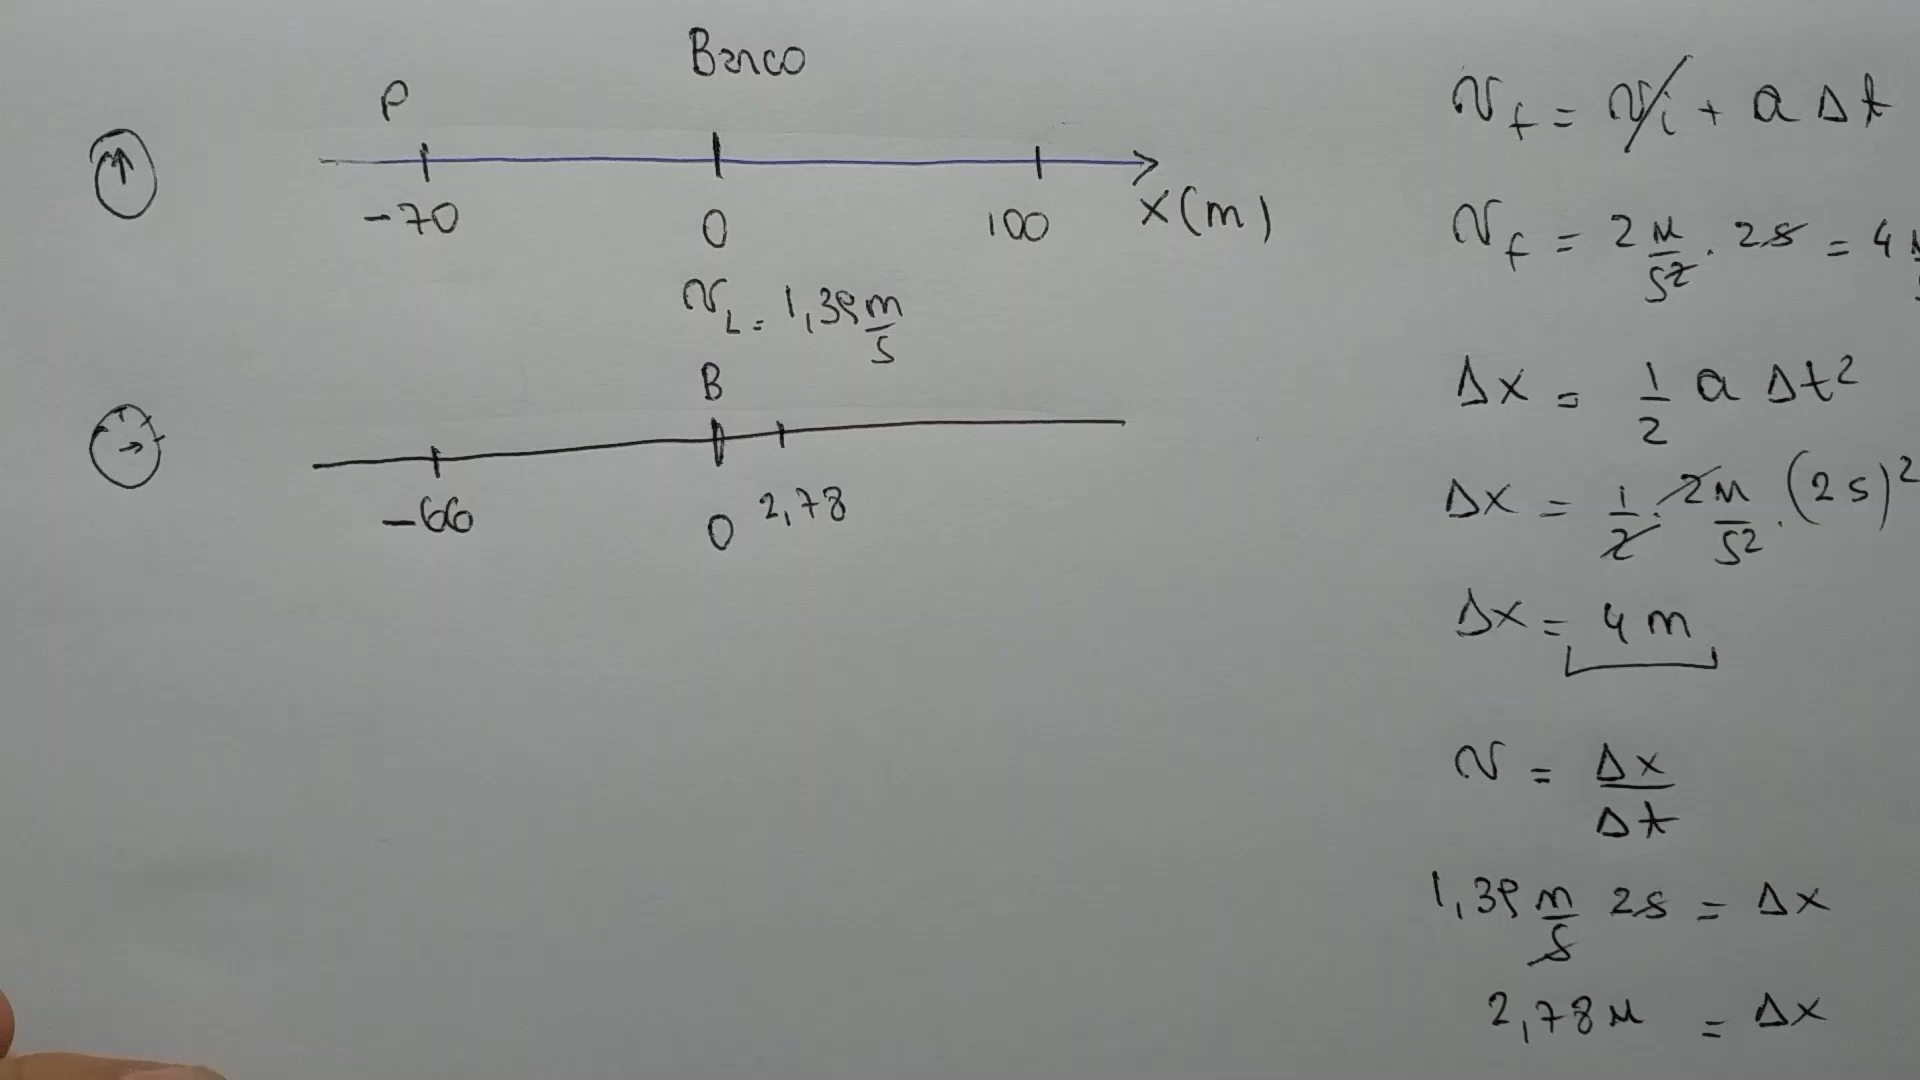 Banco
P
-70 0 100 x(m)
v_L = 1,39 m/s
B
-66 0 2,78
v_f = v_i + a Δt
v_f = 2 m/s² . 2s = 4 m/s
Δx = 1/2 a Δt²
Δx = 1/2 . 2 m/s² . (2s)²
Δx = 4 m
v = Δx/Δt
1,39 m/s 2s = Δx
2,78 m = Δx